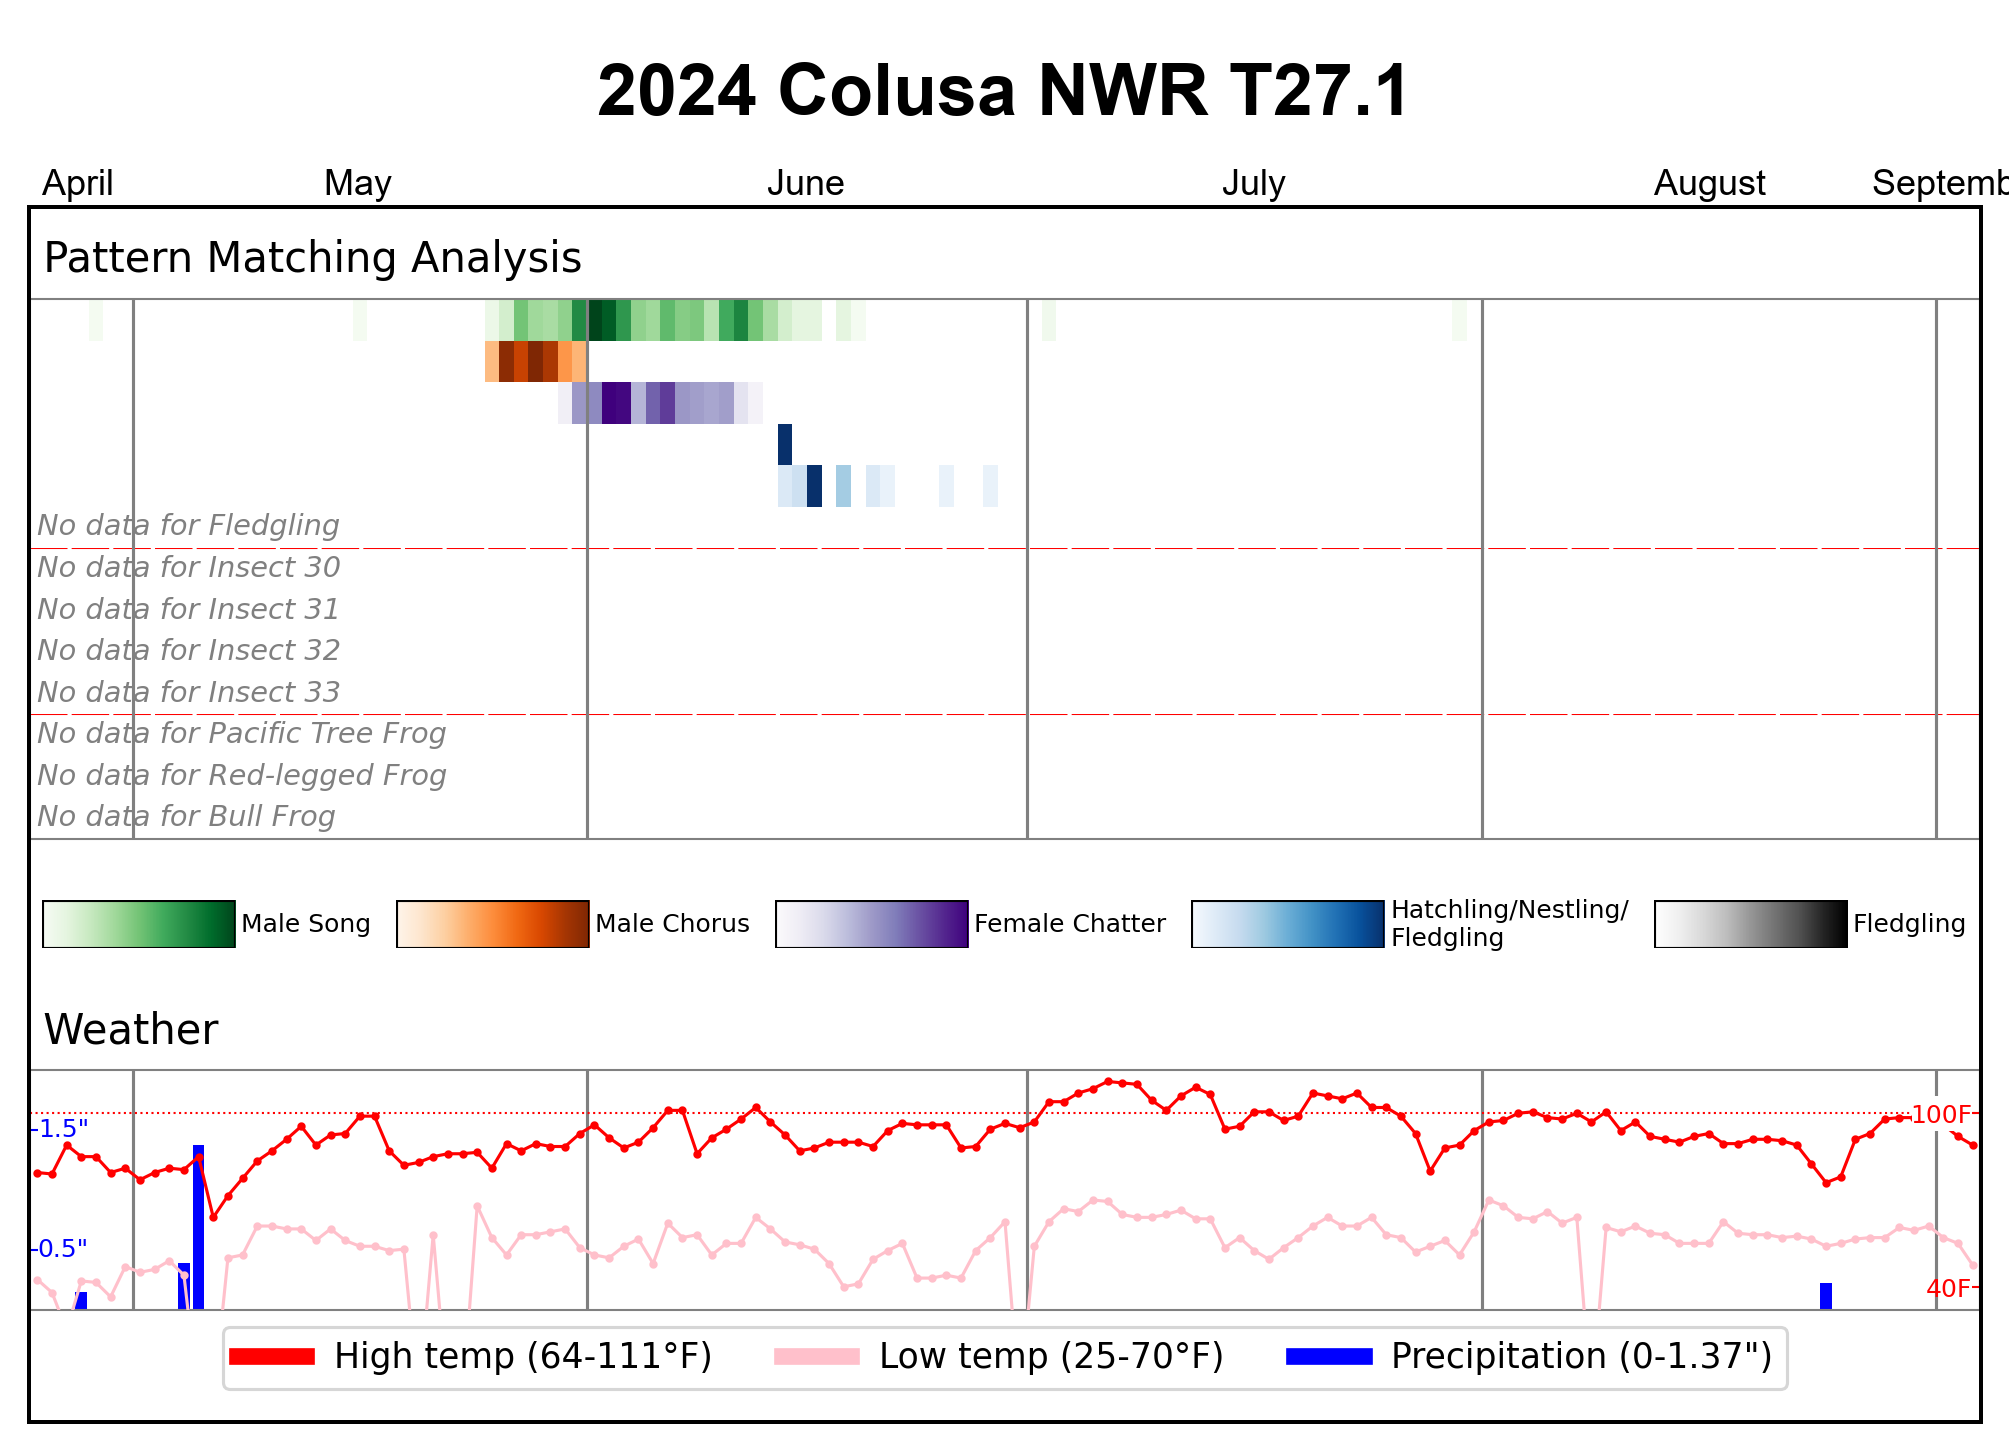 2024 Colusa NWR T27.1
April May June July August Septemb
Pattern Matching Analysis
No data for Fledgling
No data for Insect 30
No data for Insect 31
No data for Insect 32
No data for Insect 33
No data for Pacific Tree Frog
No data for Red-legged Frog
No data for Bull Frog
Male Song
Male Chorus
Female Chatter
Hatchling/Nestling/
Fledgling
Fledgling
Weather
1.5"
100F
0.5"
40F
High temp (64-111°F) Low temp (25-70°F) Precipitation (0-1.37")